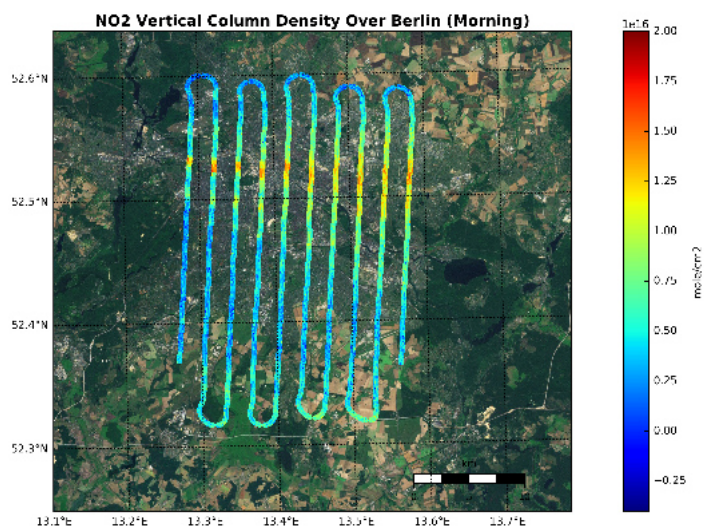 NO2 Vertical Column Density Over Berlin (Morning)
1e16
2.00
1.75
1.50
1.25
1.00
0.75
0.50
0.25
0.00
−0.25
mole/cm2
52.6°N
52.5°N
52.4°N
52.3°N
km
13.1°E
13.2°E
13.3°E
13.4°E
13.5°E
13.6°E
13.7°E